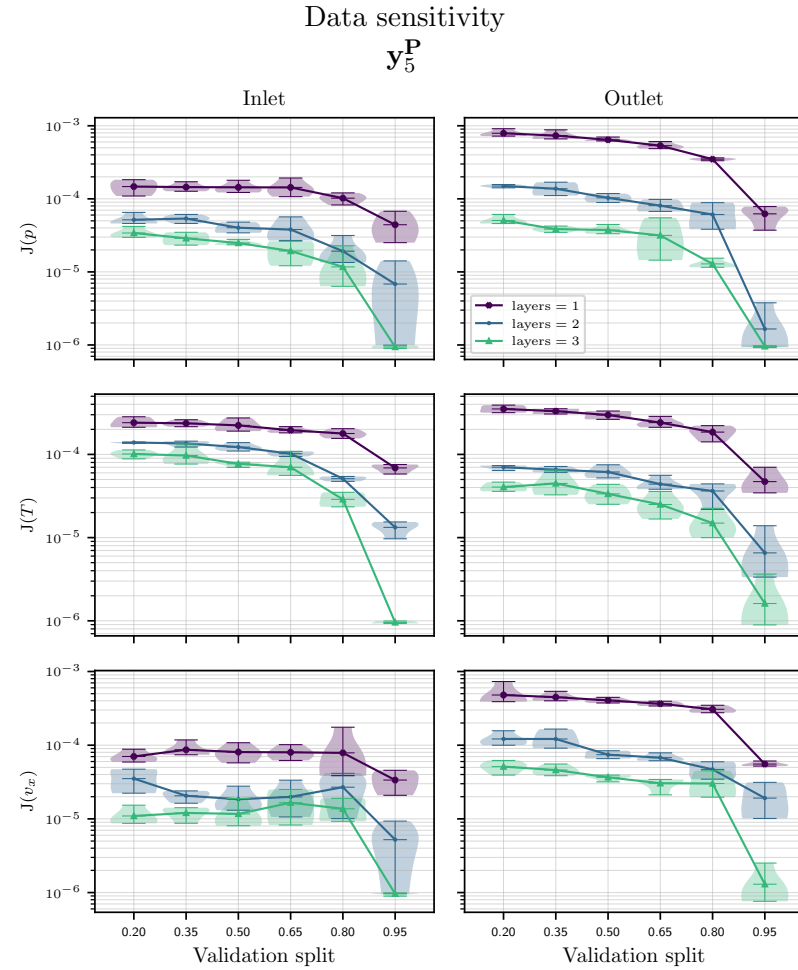 Data sensitivity
y₅ᴾ
Inlet
Outlet
10⁻³
10⁻⁴
10⁻⁵
10⁻⁶
J(p)
layers = 1
layers = 2
layers = 3
10⁻⁴
10⁻⁵
10⁻⁶
J(T)
10⁻³
10⁻⁴
10⁻⁵
10⁻⁶
J(vₓ)
0.20 0.35 0.50 0.65 0.80 0.95
0.20 0.35 0.50 0.65 0.80 0.95
Validation split
Validation split